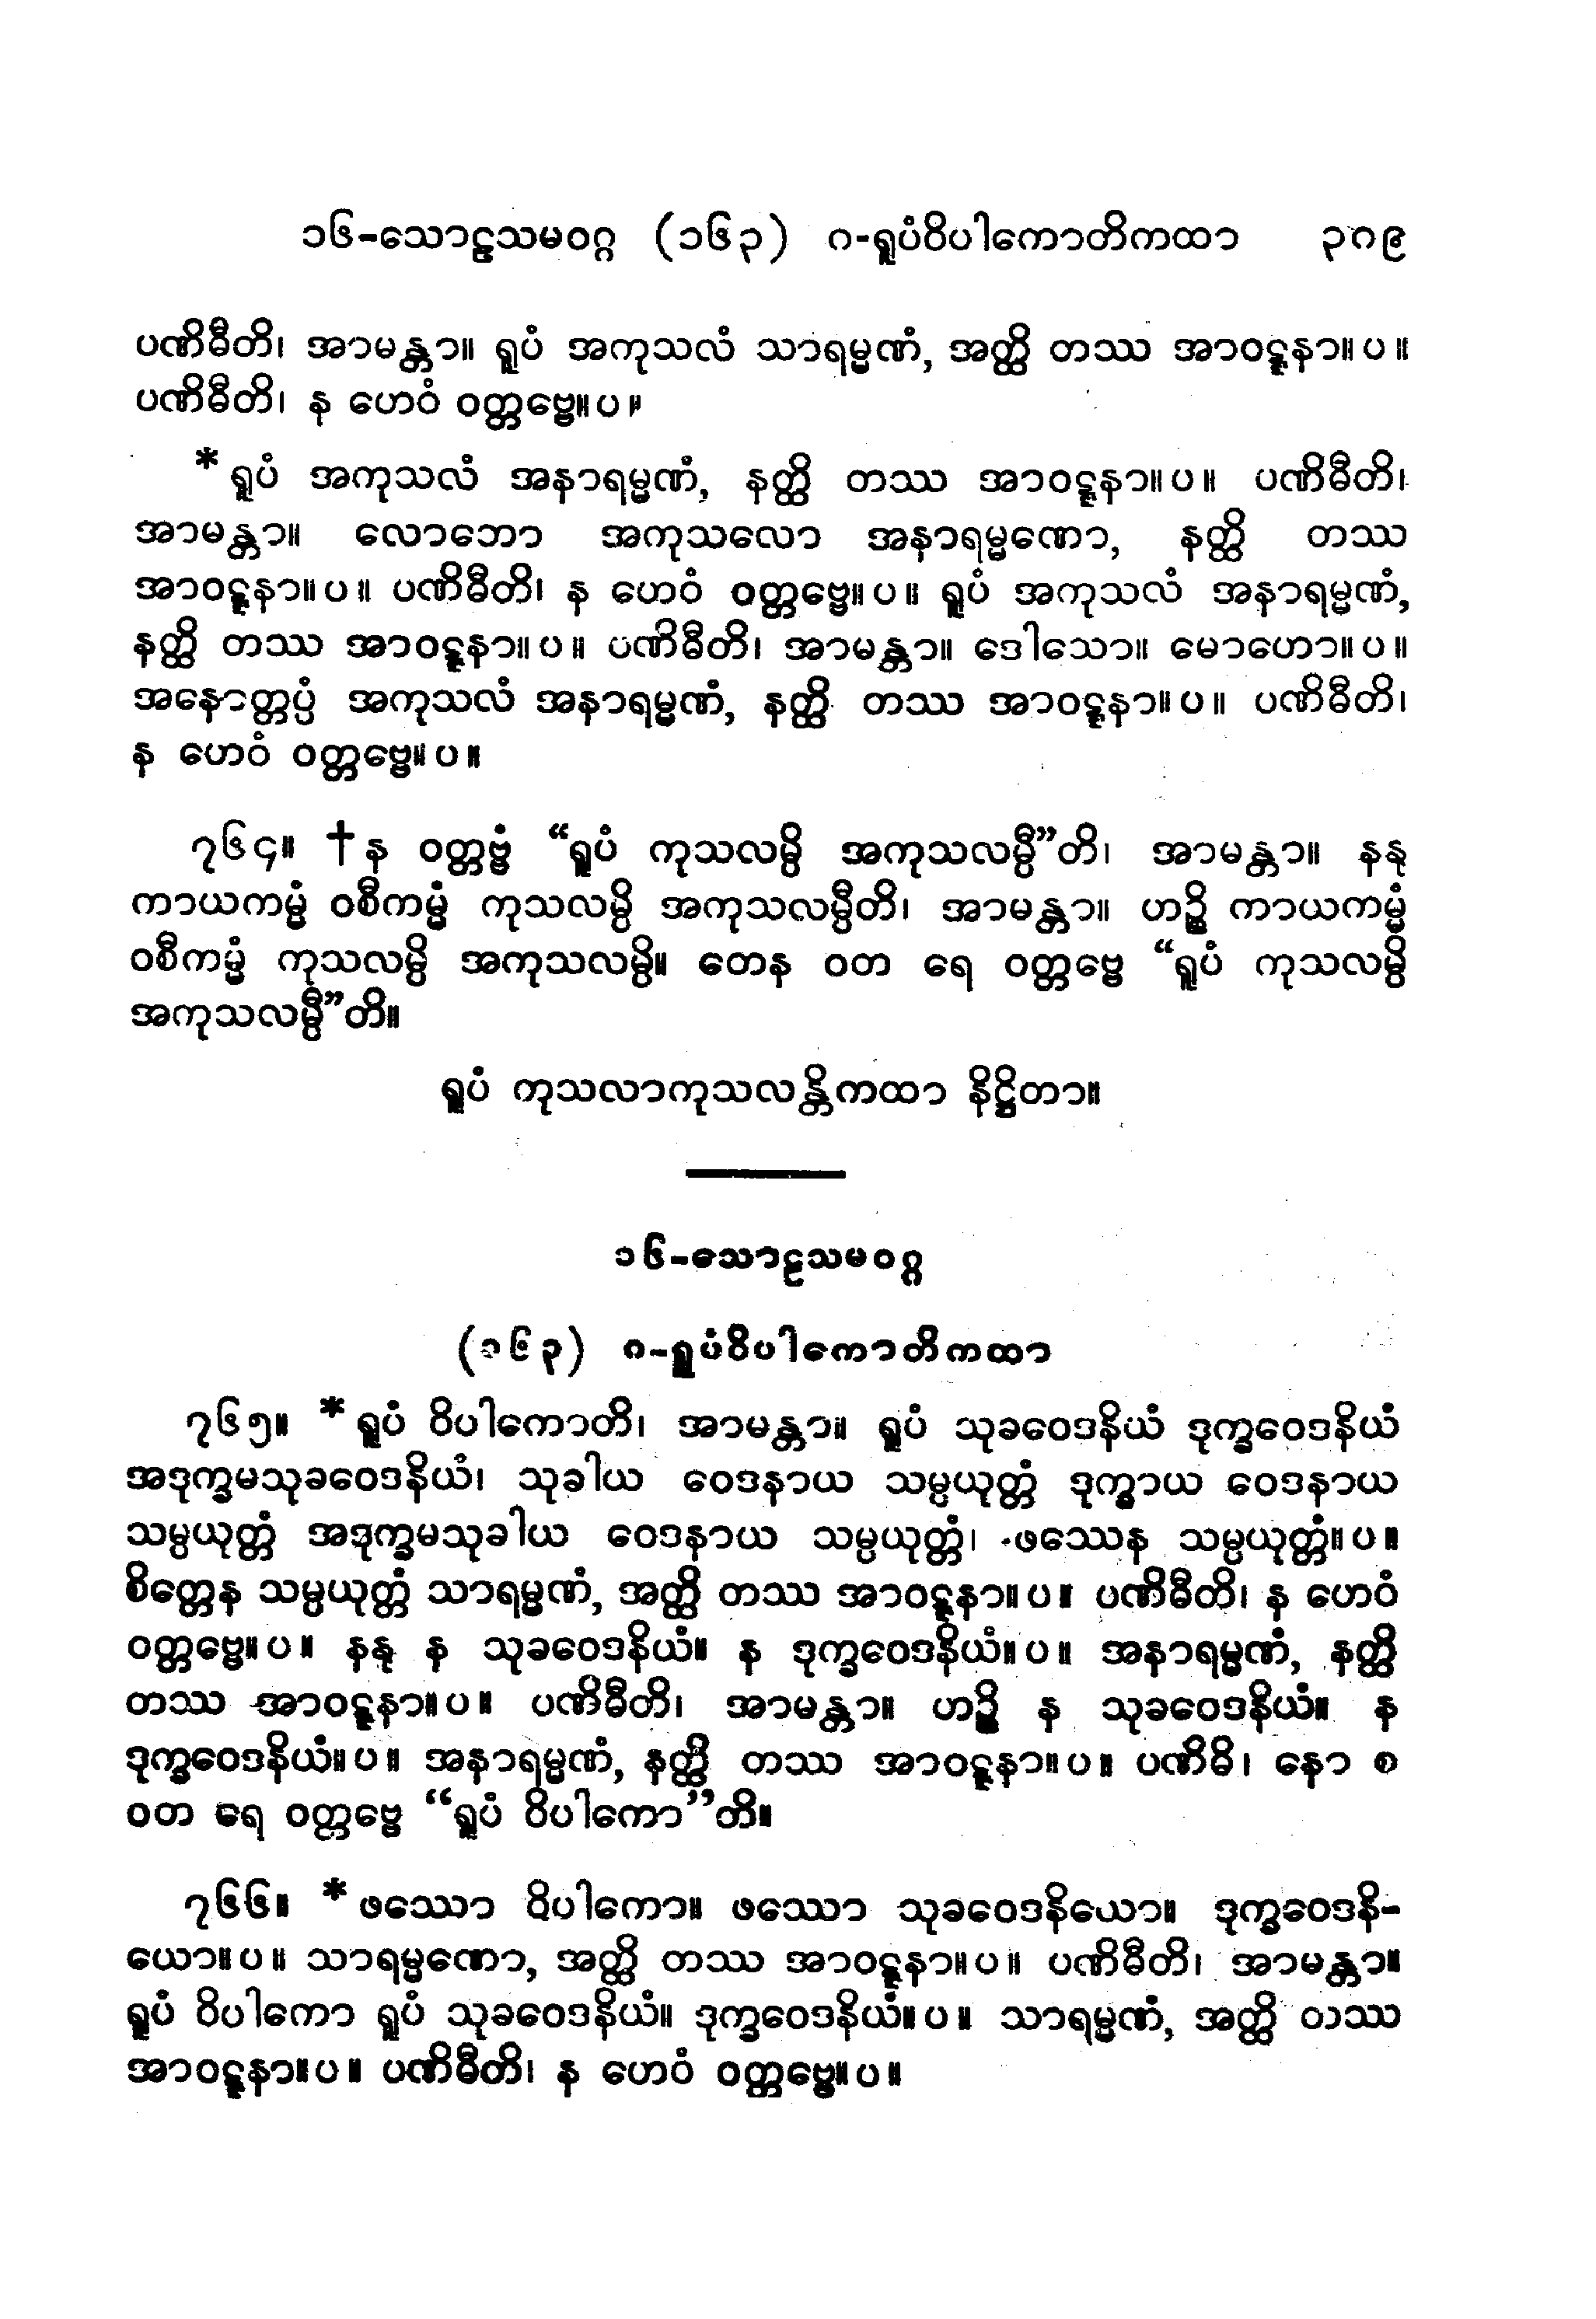 ၁၆-သောဠသမဝဂ္ဂ (၁၆၃) ဂ-ရူပံဝိပါကောတိကထာ ၃ဂ၉
ပဏိဓီတိ၊ အာမန္တာ။ ရူပံ အကုသလံ သာရမ္မဏံ, အတ္ထိ တဿ အာဝဋ္ဋနာ။ပ။
ပဏိဓီတိ၊ န ဟေဝံ ဝတ္တဗ္ဗေ။ပ။
*ရူပံ အကုသလံ အနာရမ္မဏံ, နတ္ထိ တဿ အာဝဋ္ဋနာ။ပ။ ပဏိဓီတိ၊
အာမန္တာ။ လောဘော အကုသလော အနာရမ္မဏော, နတ္ထိ တဿ
အာဝဋ္ဋနာ။ပ။ ပဏိဓီတိ၊ န ဟေဝံ ဝတ္တဗ္ဗေ။ပ။ ရူပံ အကုသလံ အနာရမ္မဏံ,
နတ္ထိ တဿ အာဝဋ္ဋနာ။ပ။ ပဏိဓီတိ၊ အာမန္တာ။ ဒေါသော။ မောဟော။ပ။
အနောတ္တပ္ပံ အကုသလံ အနာရမ္မဏံ, နတ္ထိ တဿ အာဝဋ္ဋနာ။ပ။ ပဏိဓီတိ၊
န ဟေဝံ ဝတ္တဗ္ဗေ။ပ။
၇၆၄။ †န ဝတ္တဗ္ဗံ “ရူပံ ကုသလမ္ပိ အကုသလမ္ပီ”တိ၊ အာမန္တာ။ နနု
ကာယကမ္မံ ဝစီကမ္မံ ကုသလမ္ပိ အကုသလမ္ပီတိ၊ အာမန္တာ။ ဟဉ္စိ ကာယကမ္မံ
ဝစီကမ္မံ ကုသလမ္ပိ အကုသလမ္ပိ။ တေန ဝတ ရေ ဝတ္တဗ္ဗေ “ရူပံ ကုသလမ္ပိ
အကုသလမ္ပီ”တိ။
ရူပံ ကုသလာကုသလန္တိကထာ နိဋ္ဌိတာ။
၁၆-သောဠသမဝဂ္ဂ
(၁၆၃) ဂ-ရူပံဝိပါကောတိကထာ
၇၆၅။ *ရူပံ ဝိပါကောတိ၊ အာမန္တာ။ ရူပံ သုခဝေဒနိယံ ဒုက္ခဝေဒနိယံ
အဒုက္ခမသုခဝေဒနိယံ၊ သုခါယ ဝေဒနာယ သမ္ပယုတ္တံ ဒုက္ခာယ ဝေဒနာယ
သမ္ပယုတ္တံ အဒုက္ခမသုခါယ ဝေဒနာယ သမ္ပယုတ္တံ၊ ဖဿေန သမ္ပယုတ္တံ။ပ။
စိတ္တေန သမ္ပယုတ္တံ သာရမ္မဏံ, အတ္ထိ တဿ အာဝဋ္ဋနာ။ပ။ ပဏိဓီတိ၊ န ဟေဝံ
ဝတ္တဗ္ဗေ။ပ။ နနု န သုခဝေဒနိယံ။ န ဒုက္ခဝေဒနိယံ။ပ။ အနာရမ္မဏံ, နတ္ထိ
တဿ အာဝဋ္ဋနာ။ပ။ ပဏိဓီတိ၊ အာမန္တာ။ ဟဉ္စိ န သုခဝေဒနိယံ။ န
ဒုက္ခဝေဒနိယံ။ပ။ အနာရမ္မဏံ, နတ္ထိ တဿ အာဝဋ္ဋနာ။ပ။ ပဏိဓိ၊ နော စ
ဝတ ရေ ဝတ္တဗ္ဗေ “ရူပံ ဝိပါကော”တိ။
၇၆၆။ *ဖဿော ဝိပါကော။ ဖဿော သုခဝေဒနိယော။ ဒုက္ခဝေဒနိ-
ယော။ပ။ သာရမ္မဏော, အတ္ထိ တဿ အာဝဋ္ဋနာ။ပ။ ပဏိဓီတိ၊ အာမန္တာ။
ရူပံ ဝိပါကော ရူပံ သုခဝေဒနိယံ။ ဒုက္ခဝေဒနိယံ။ပ။ သာရမ္မဏံ, အတ္ထိ တဿ
အာဝဋ္ဋနာ။ပ။ ပဏိဓီတိ၊ န ဟေဝံ ဝတ္တဗ္ဗေ။ပ။